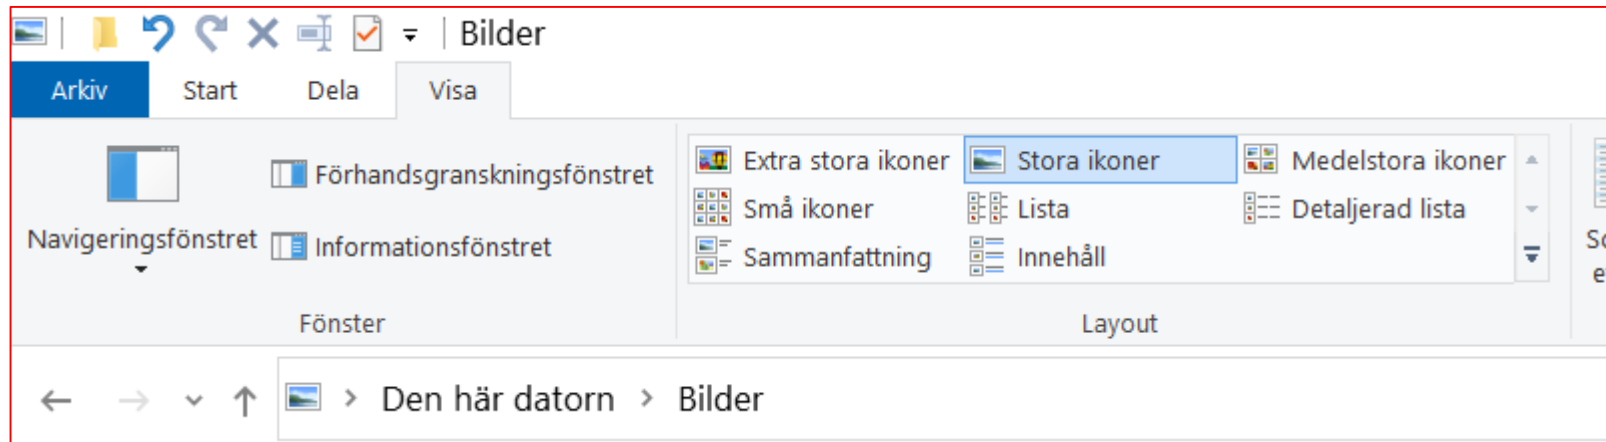 Bilder
Arkiv Start Dela Visa
Extra stora ikoner Stora ikoner Medelstora ikoner
Förhandsgranskningsfönstret
Små ikoner Lista Detaljerad lista
Navigeringsfönstret Informationsfönstret
Sammanfattning Innehåll
Fönster Layout
Den här datorn > Bilder